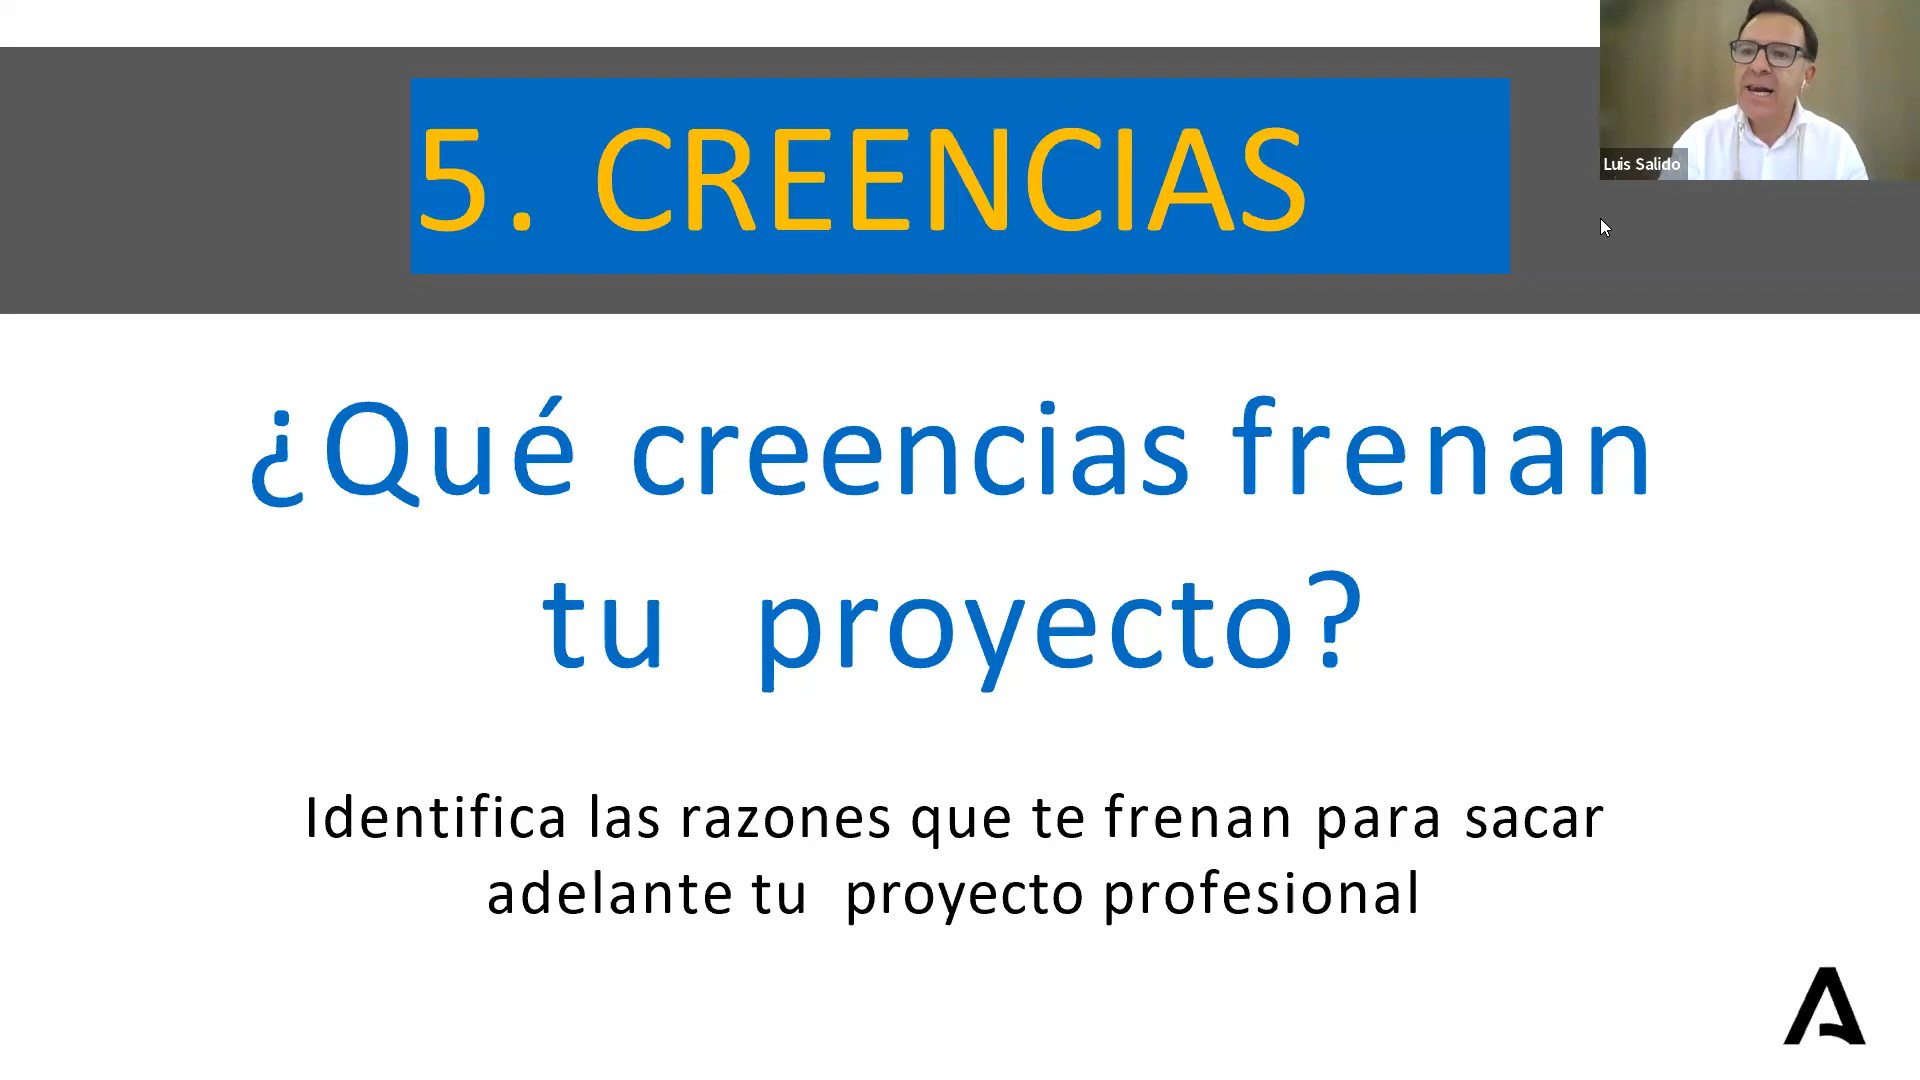 5. CREENCIAS
Luis Salido
¿Qué creencias frenan
tu proyecto?
Identifica las razones que te frenan para sacar
adelante tu proyecto profesional